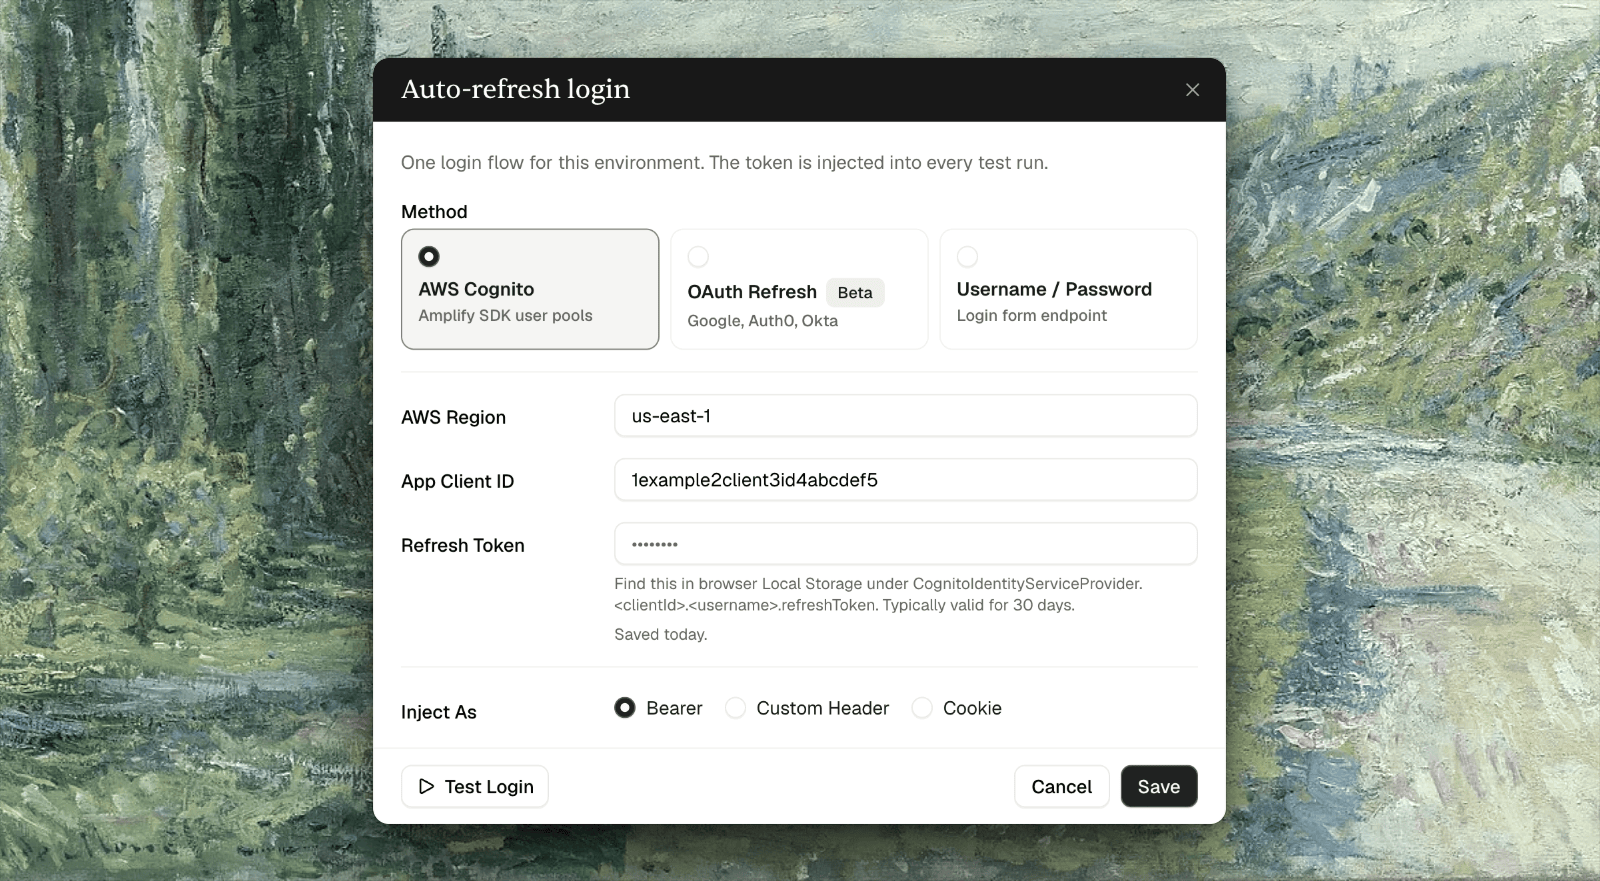 Auto-refresh login
One login flow for this environment. The token is injected into every test run.
Method
AWS Cognito
Amplify SDK user pools
OAuth Refresh Beta
Google, Auth0, Okta
Username / Password
Login form endpoint
AWS Region
us-east-1
App Client ID
1example2client3id4abcdef5
Refresh Token
••••••••
Find this in browser Local Storage under CognitoIdentityServiceProvider.
<clientId>.<username>.refreshToken. Typically valid for 30 days.
Saved today.
Inject As
Bearer
Custom Header
Cookie
Test Login
Cancel
Save